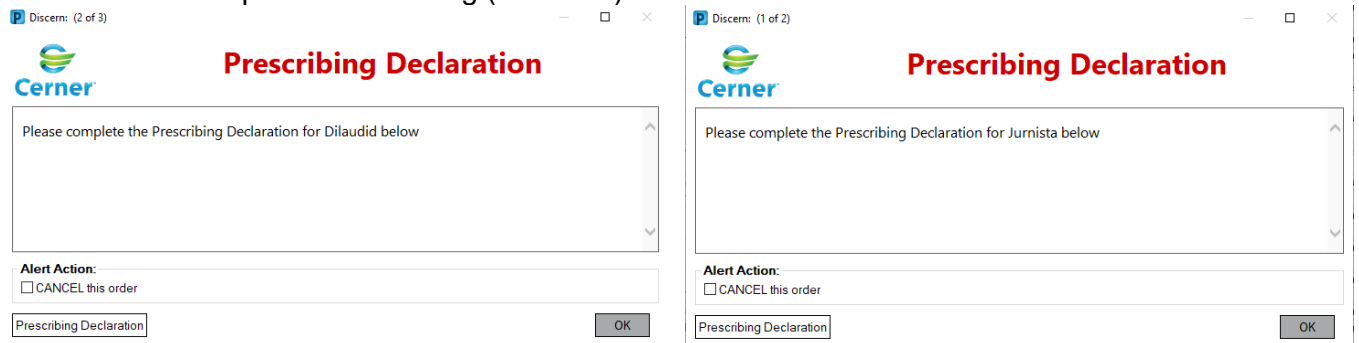 Discern: (2 of 3)
Cerner
Prescribing Declaration
Please complete the Prescribing Declaration for Dilaudid below
Alert Action:
CANCEL this order
Prescribing Declaration
OK
Discern: (1 of 2)
Cerner
Prescribing Declaration
Please complete the Prescribing Declaration for Jurnista below
Alert Action:
CANCEL this order
Prescribing Declaration
OK